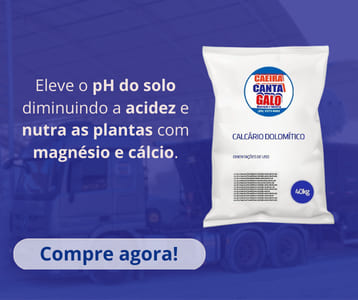 Eleve o pH do solo
diminuindo a acidez e
nutra as plantas com
magnésio e cálcio.
Compre agora!
CAEIRA
CANTA
GALO
CALCÁRIO DOLOMÍTICO
ORIENTAÇÕES DE USO
40kg